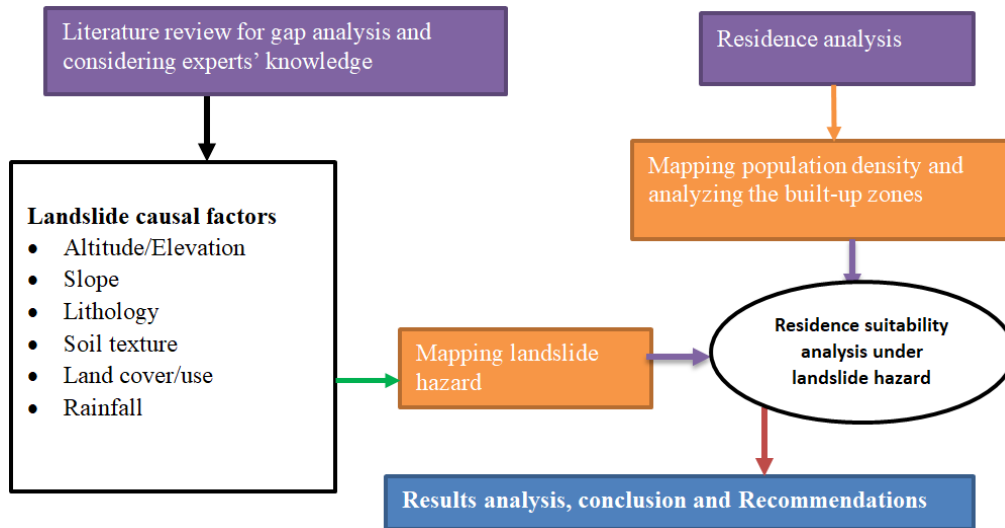 Literature review for gap analysis and
considering experts' knowledge
Residence analysis
Mapping population density and
analyzing the built-up zones
Landslide causal factors
• Altitude/Elevation
• Slope
• Lithology
• Soil texture
• Land cover/use
• Rainfall
Mapping landslide
hazard
Residence suitability
analysis under
landslide hazard
Results analysis, conclusion and Recommendations